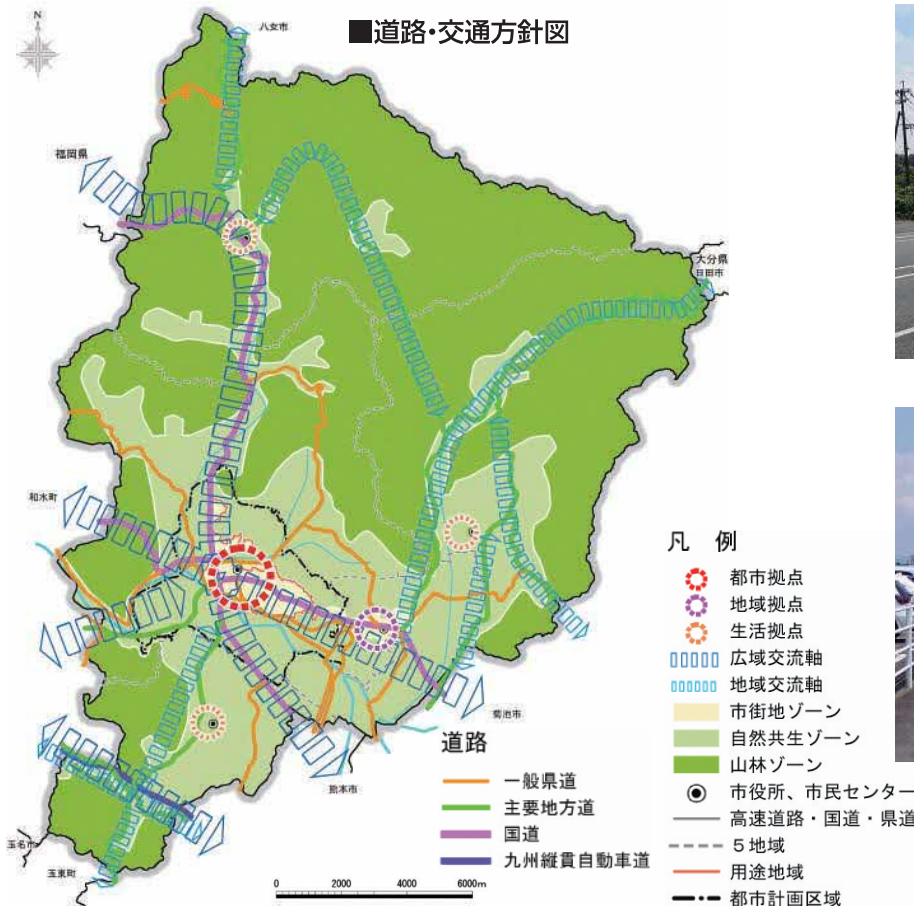 ■道路・交通方針図
N
八女市
福岡県
大分県
日田市
和水町
菊池市
熊本市
玉名市
玉東町
道路
一般県道
主要地方道
国道
九州縦貫自動車道
0 2000 4000 6000m
凡 例
都市拠点
地域拠点
生活拠点
広域交流軸
地域交流軸
市街地ゾーン
自然共生ゾーン
山林ゾーン
市役所、市民センター
高速道路・国道・県道
5地域
用途地域
都市計画区域